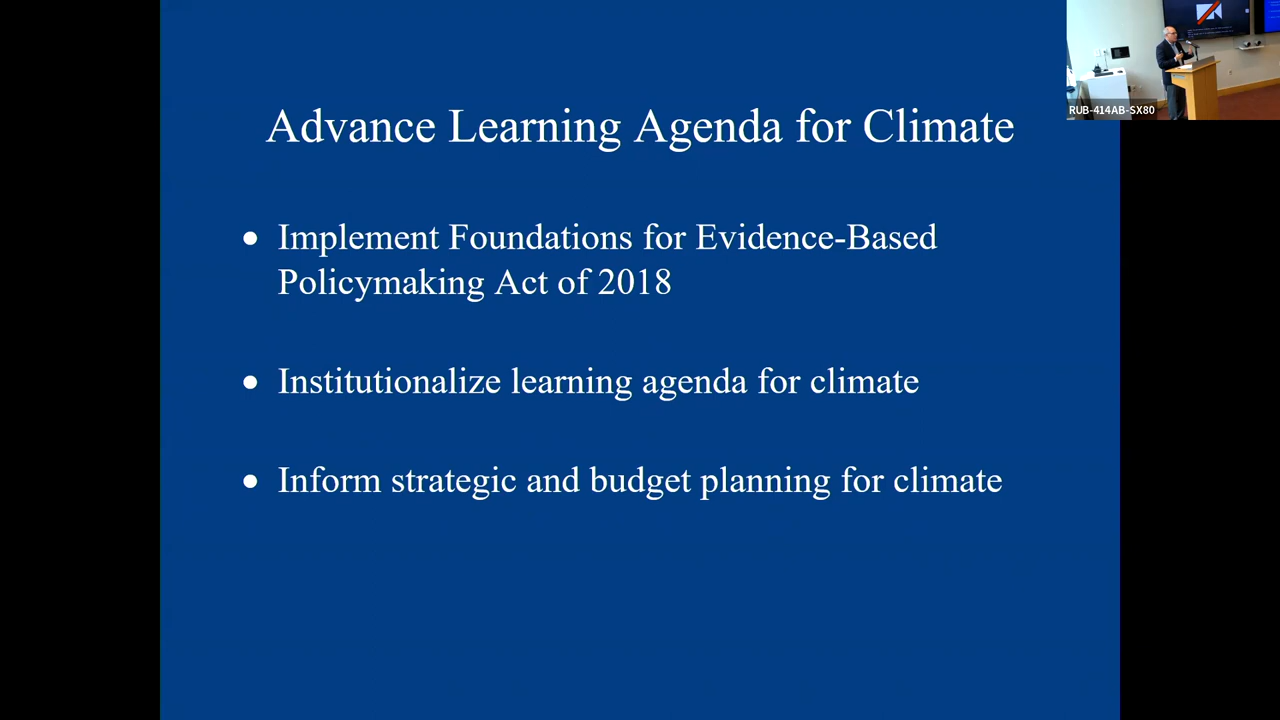 Advance Learning Agenda for Climate
RUB-414AB-SX80
• Implement Foundations for Evidence-Based
Policymaking Act of 2018
• Institutionalize learning agenda for climate
• Inform strategic and budget planning for climate